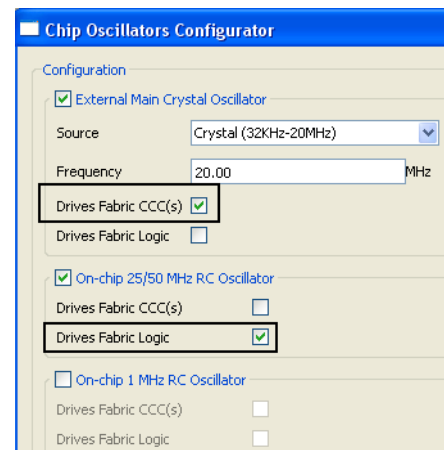 Chip Oscillators Configurator
Configuration
External Main Crystal Oscillator
Source Crystal (32KHz-20MHz)
Frequency 20.00 MHz
Drives Fabric CCC(s)
Drives Fabric Logic
On-chip 25/50 MHz RC Oscillator
Drives Fabric CCC(s)
Drives Fabric Logic
On-chip 1 MHz RC Oscillator
Drives Fabric CCC(s)
Drives Fabric Logic